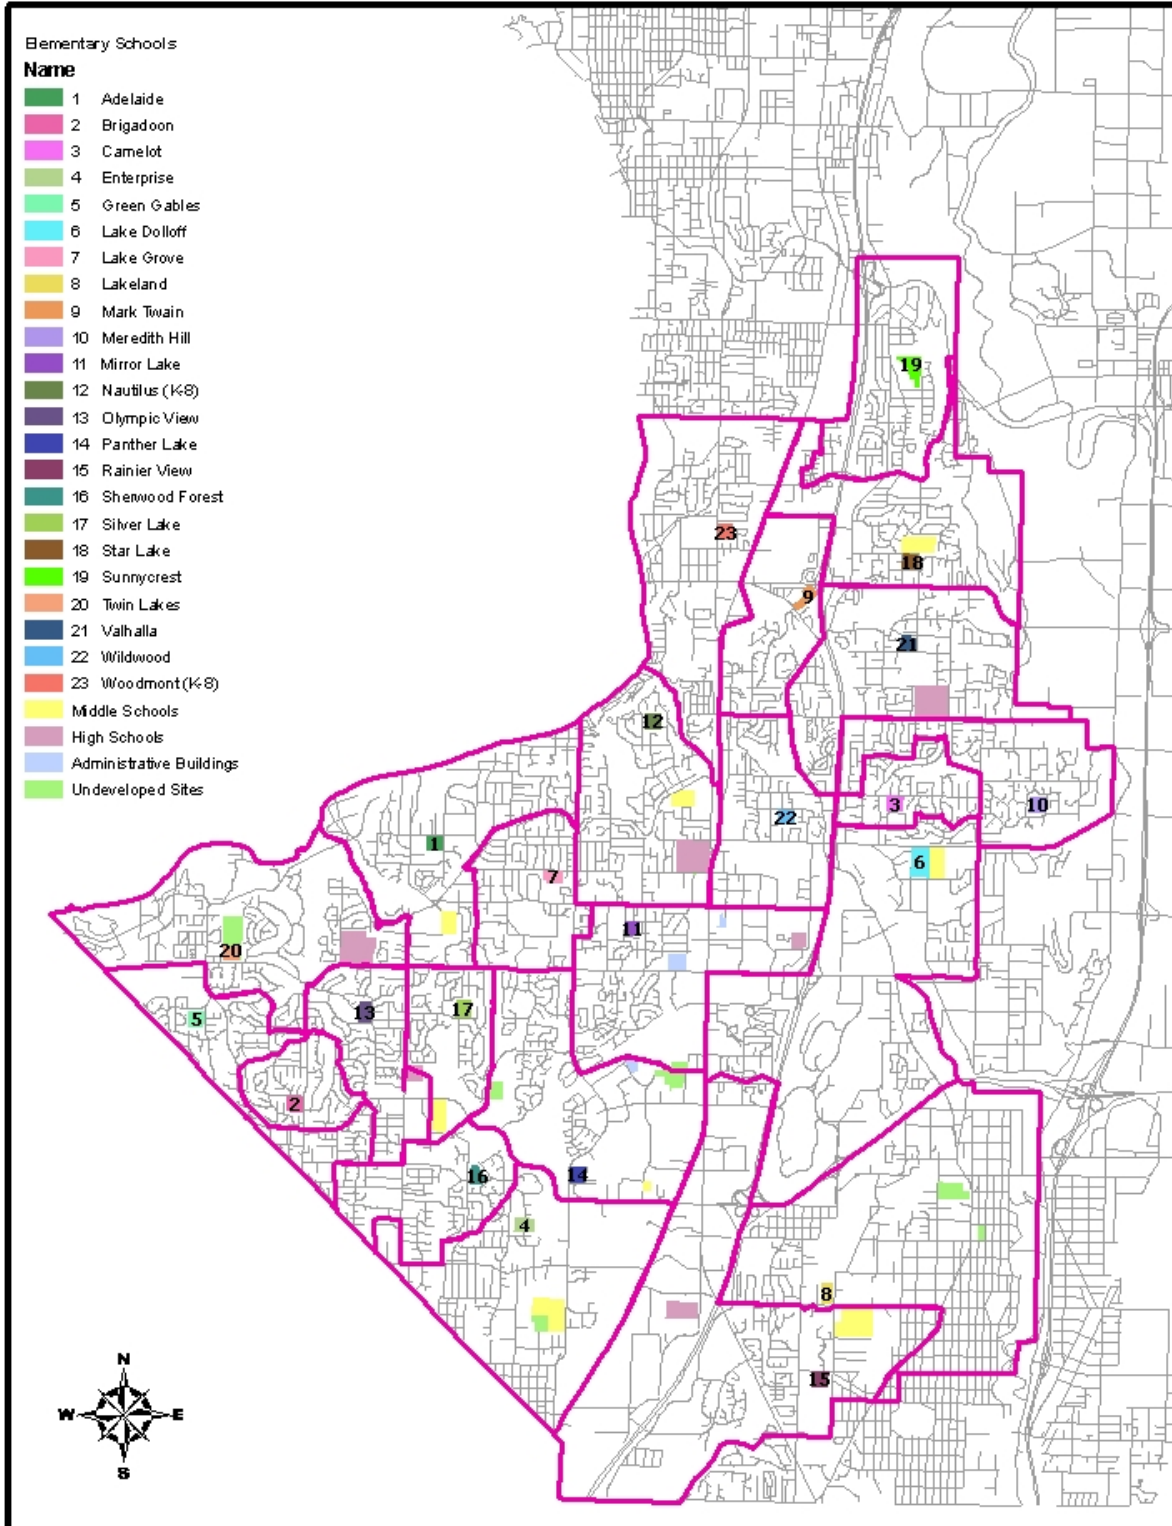 Elementary Schools
Name
1 Adelaide
2 Brigadoon
3 Camelot
4 Enterprise
5 Green Gables
6 Lake Dolloff
7 Lake Grove
8 Lakeland
9 Mark Twain
10 Meredith Hill
11 Mirror Lake
12 Nautilus (K-8)
13 Olympic View
14 Panther Lake
15 Rainier View
16 Sherwood Forest
17 Silver Lake
18 Star Lake
19 Sunnycrest
20 Twin Lakes
21 Valhalla
22 Wildwood
23 Woodmont (K-8)
Middle Schools
High Schools
Administrative Buildings
Undeveloped Sites
19
23
18
9
21
12
3
10
22
1
6
7
11
20
17
13
5
2
14
16
4
8
15
N
W E
S